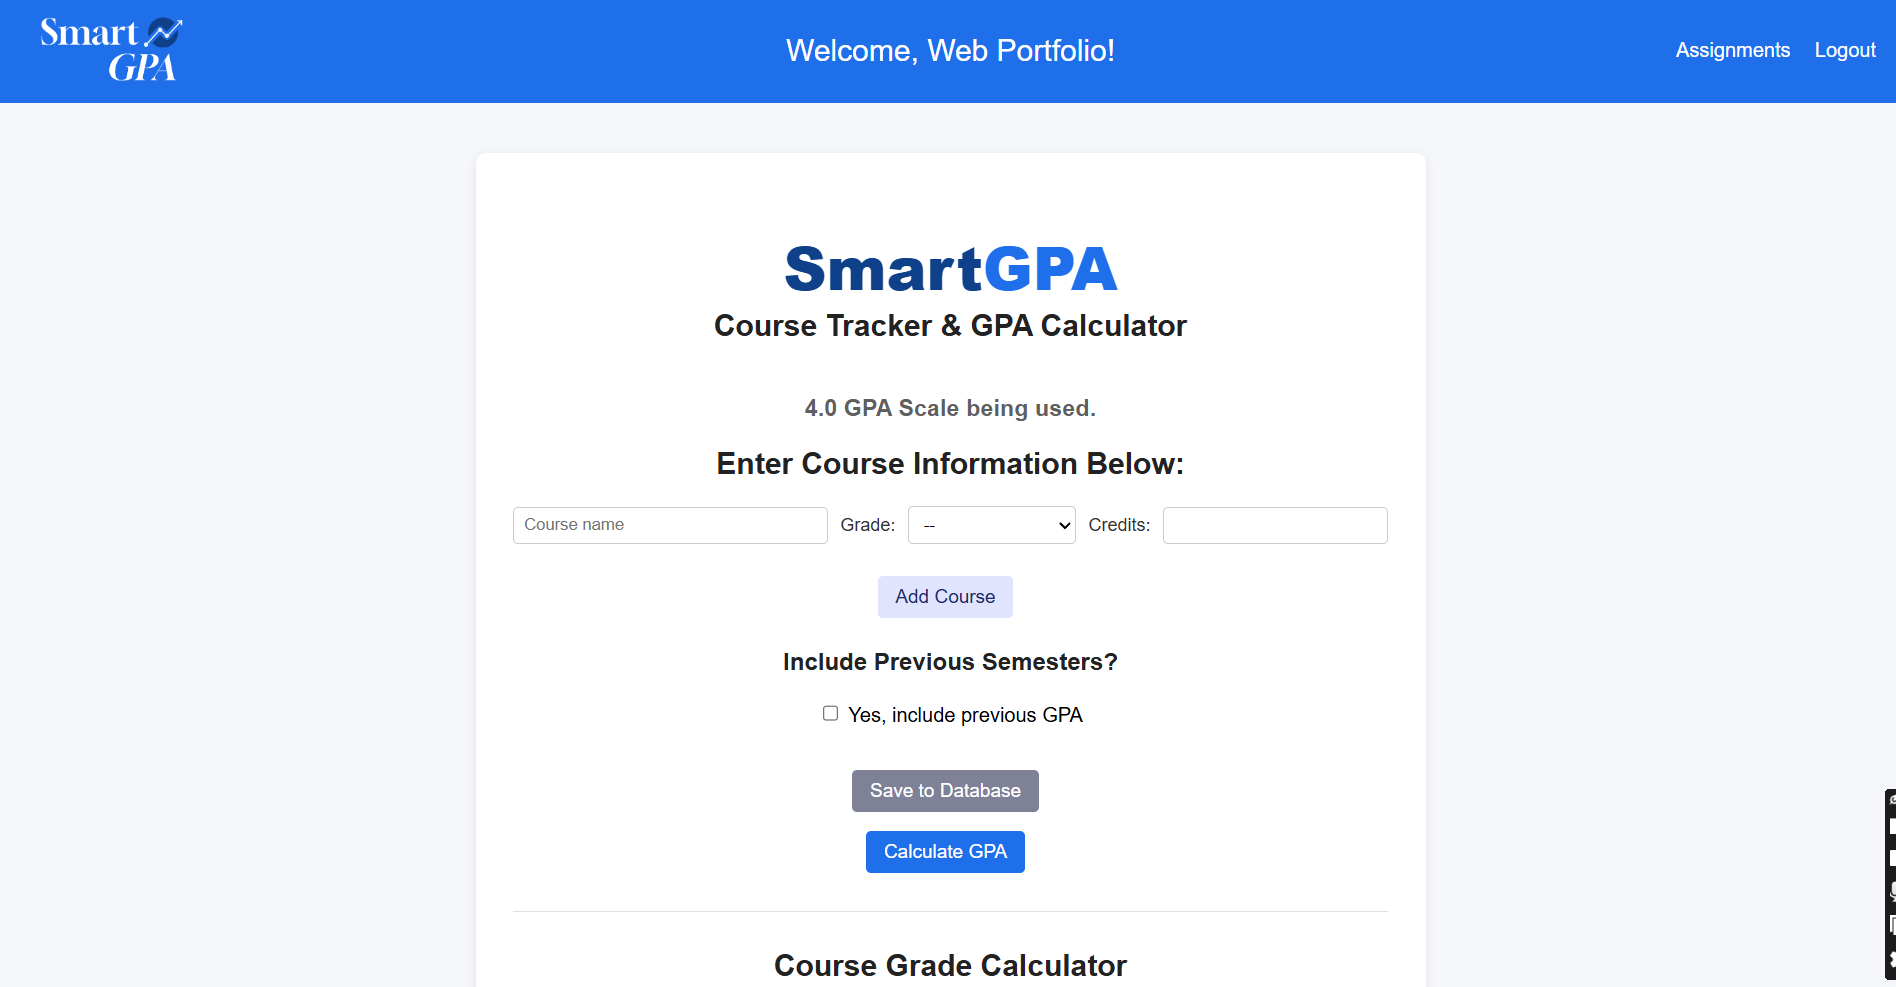 Smart
GPA
Welcome, Web Portfolio!
Assignments Logout
SmartGPA
Course Tracker & GPA Calculator
4.0 GPA Scale being used.
Enter Course Information Below:
Course name Grade: -- Credits:
Add Course
Include Previous Semesters?
Yes, include previous GPA
Save to Database
Calculate GPA
Course Grade Calculator